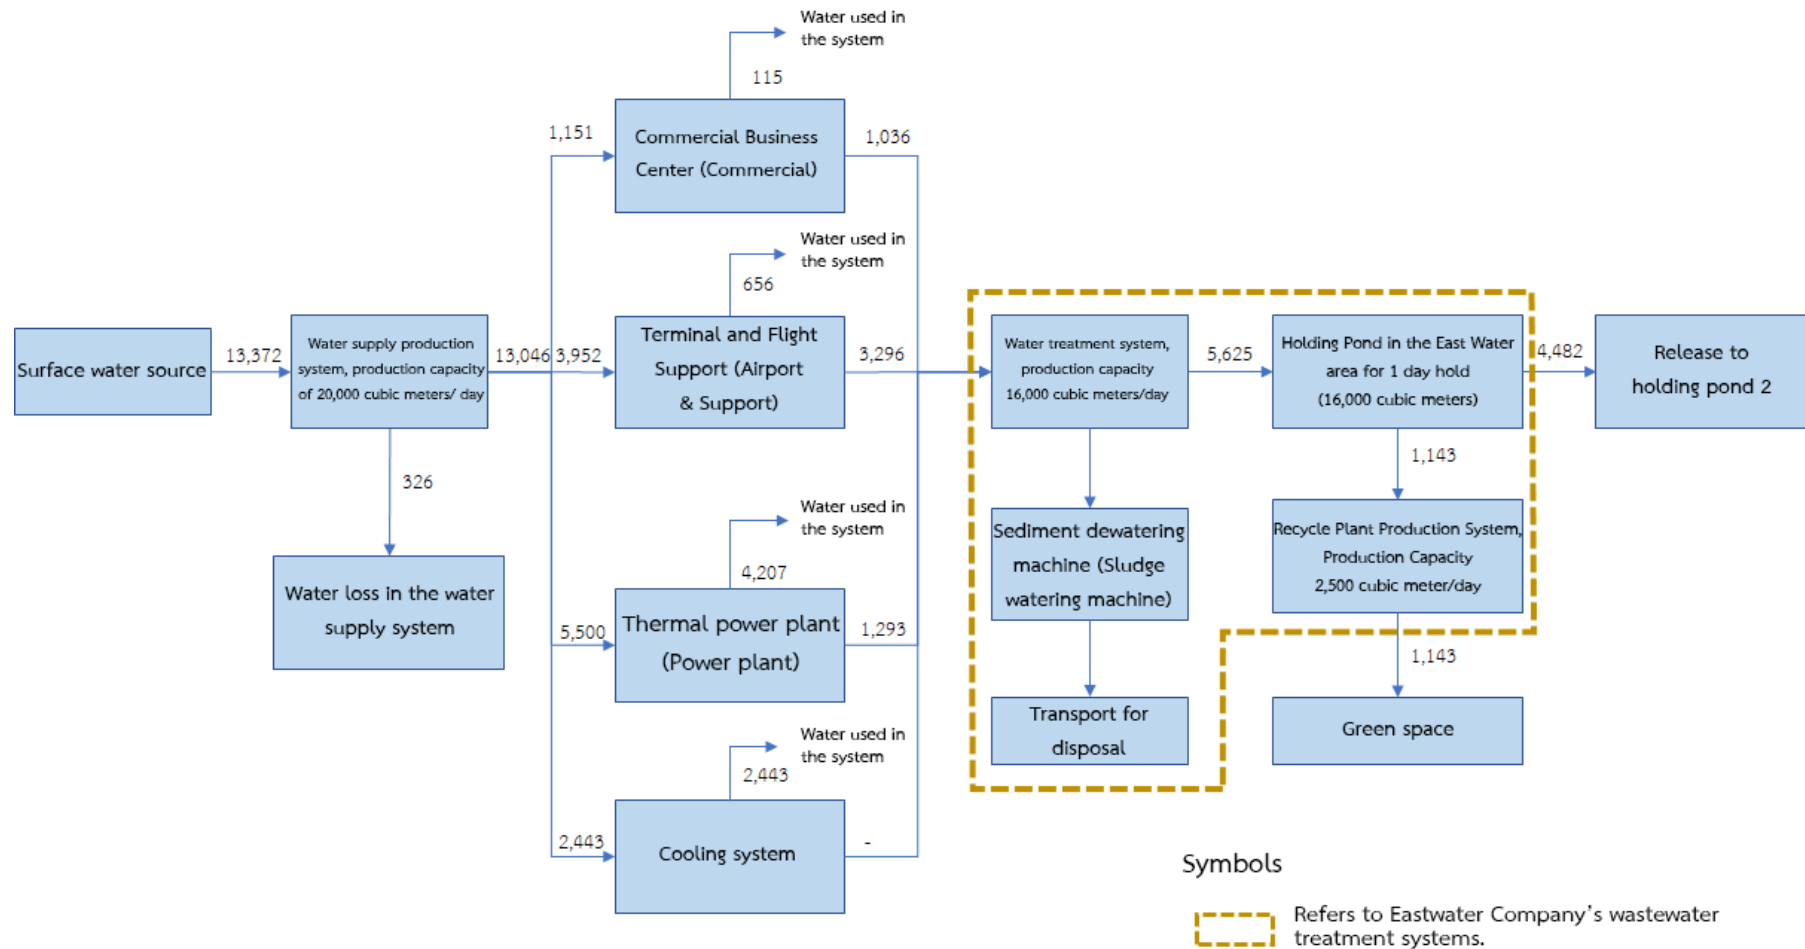 Water used in
the system
115
1,151
Commercial Business
Center (Commercial)
1,036
Water used in
the system
656
Surface water source
13,372
Water supply production
system, production capacity
of 20,000 cubic meters/ day
13,046
3,952
Terminal and Flight
Support (Airport
& Support)
3,296
Water treatment system,
production capacity
16,000 cubic meters/day
5,625
Holding Pond in the East Water
area for 1 day hold
(16,000 cubic meters)
4,482
Release to
holding pond 2
326
Water loss in the water
supply system
1,143
Water used in
the system
4,207
5,500
Thermal power plant
(Power plant)
1,293
Sediment dewatering
machine (Sludge
watering machine)
Recycle Plant Production System,
Production Capacity
2,500 cubic meter/day
1,143
Transport for
disposal
Green space
Water used in
the system
2,443
2,443
Cooling system
-
Symbols
Refers to Eastwater Company's wastewater
treatment systems.